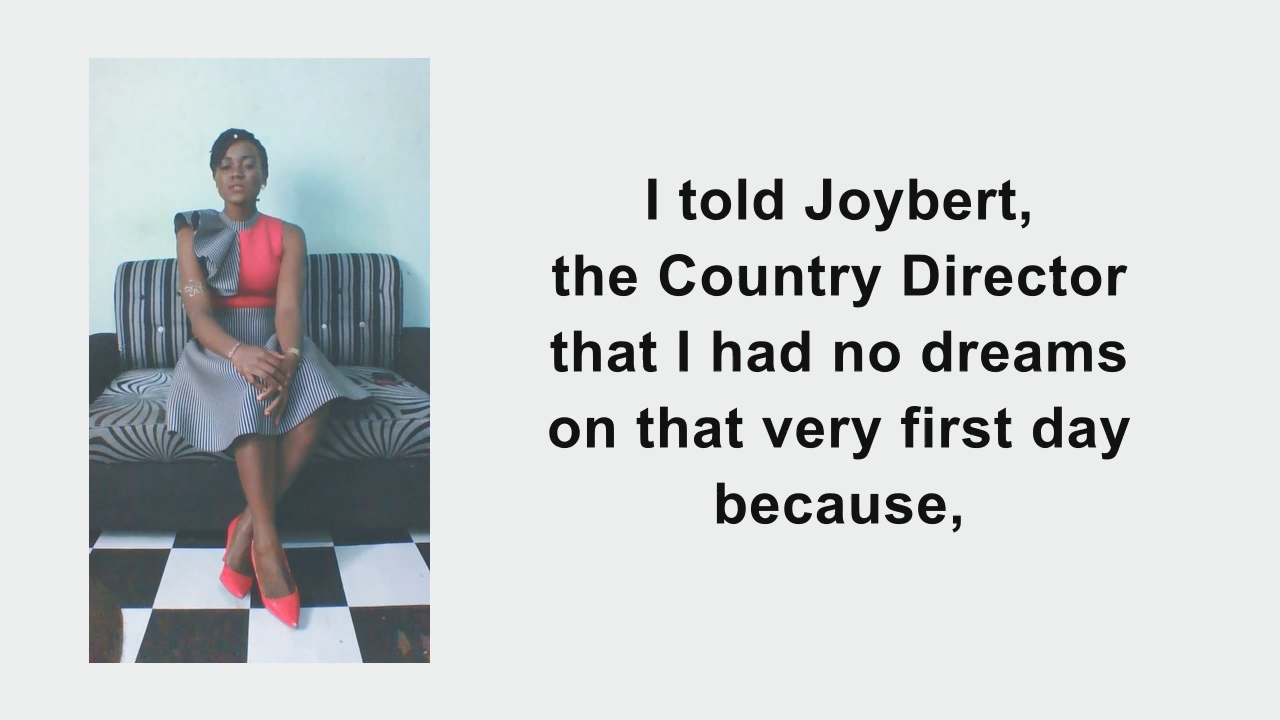 I told Joybert,
the Country Director
that I had no dreams
on that very first day
because,